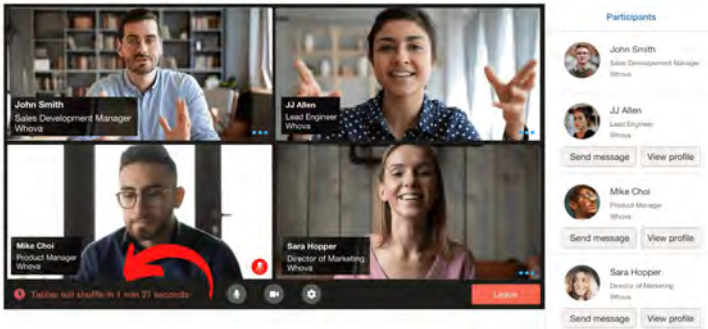 John Smith
Sales Development Manager
Whova
JJ Allen
Lead Engineer
Whova
Mike Choi
Product Manager
Whova
Sara Hopper
Director of Marketing
Whova
Tables will shuffle in 1 min 21 seconds
Leave
Participants
John Smith
Sales Development Manager
Whova
JJ Allen
Lead Engineer
Whova
Send message View profile
Mike Choi
Product Manager
Whova
Send message View profile
Sara Hopper
Director of Marketing
Whova
Send message View profile